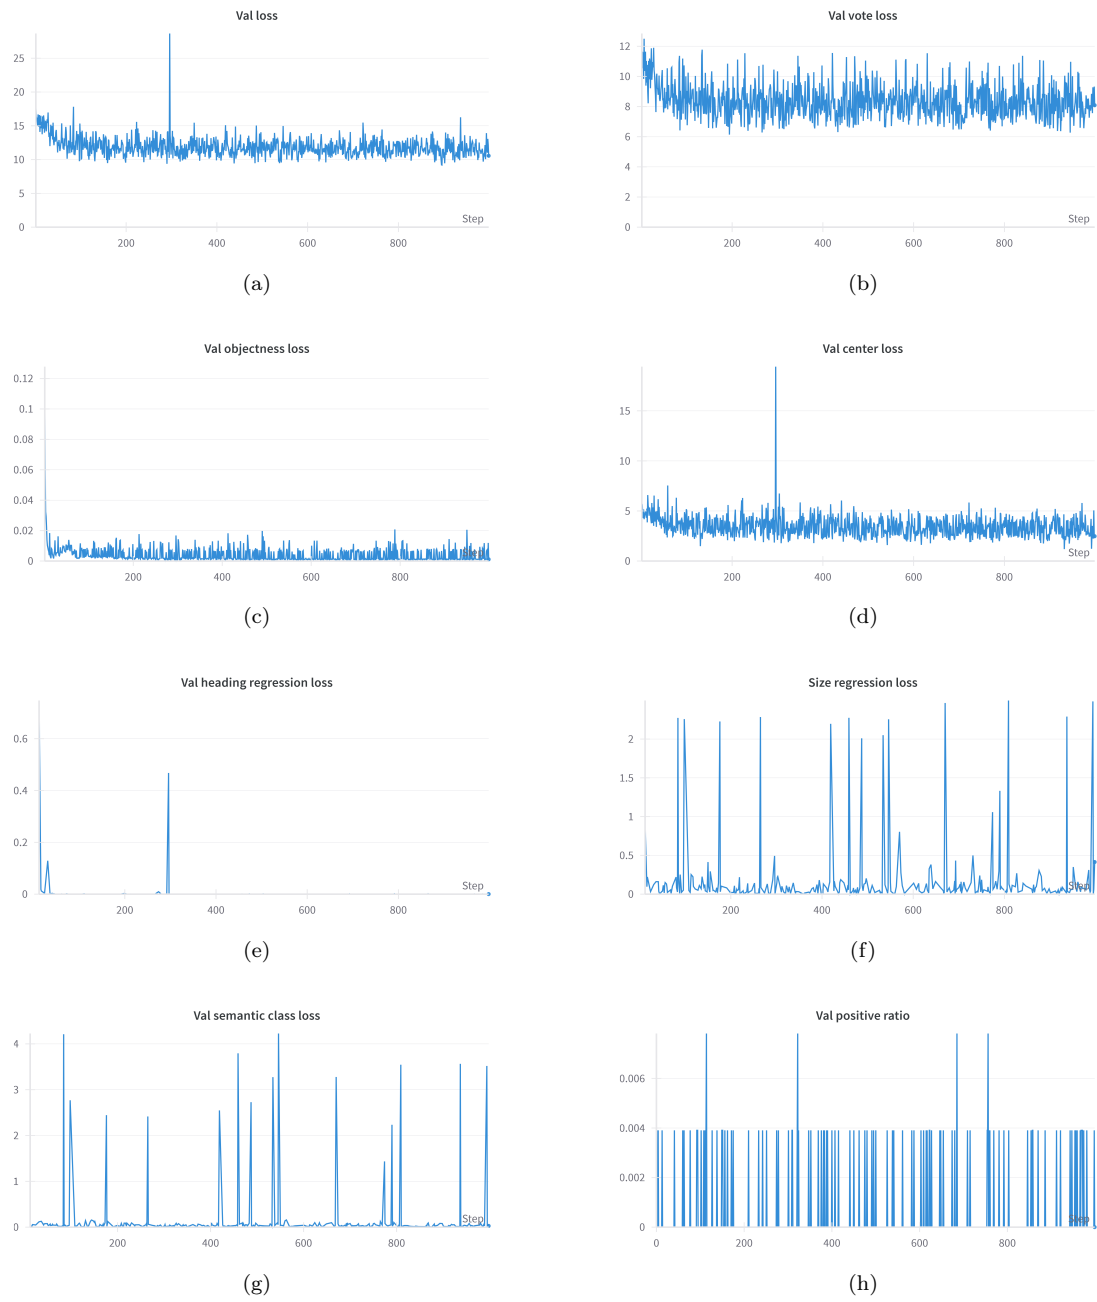 Val loss
25
20
15
10
5
0
200 400 600 800
Step
(a)
Val vote loss
12
10
8
6
4
2
0
200 400 600 800
Step
(b)
Val objectness loss
0.12
0.1
0.08
0.06
0.04
0.02
0
200 400 600 800
Step
(c)
Val center loss
15
10
5
0
200 400 600 800
Step
(d)
Val heading regression loss
0.6
0.4
0.2
0
200 400 600 800
Step
(e)
Size regression loss
2
1.5
1
0.5
0
200 400 600 800
Step
(f)
Val semantic class loss
4
3
2
1
0
200 400 600 800
Step
(g)
Val positive ratio
0.006
0.004
0.002
0
0 200 400 600 800
Step
(h)